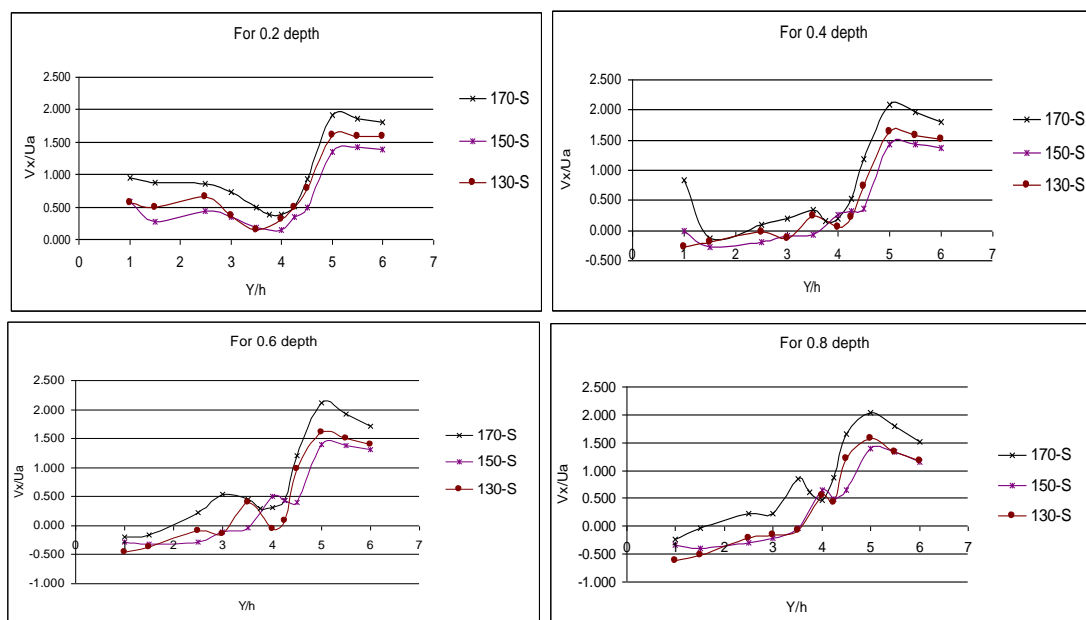 For 0.2 depth
2.500
2.000
1.500
1.000
0.500
0.000
0 1 2 3 4 5 6 7
Vx/Ua
Y/h
170-S
150-S
130-S
For 0.4 depth
2.500
2.000
1.500
1.000
0.500
0.000
-0.500
0 1 2 3 4 5 6 7
Vx/Ua
Y/h
170-S
150-S
130-S
For 0.6 depth
2.500
2.000
1.500
1.000
0.500
0.000
-0.500
-1.000
0 1 2 3 4 5 6 7
Vx/Ua
Y/h
170-S
150-S
130-S
For 0.8 depth
2.500
2.000
1.500
1.000
0.500
0.000
-0.500
-1.000
0 1 2 3 4 5 6 7
Vx/Ua
Y/h
170-S
150-S
130-S